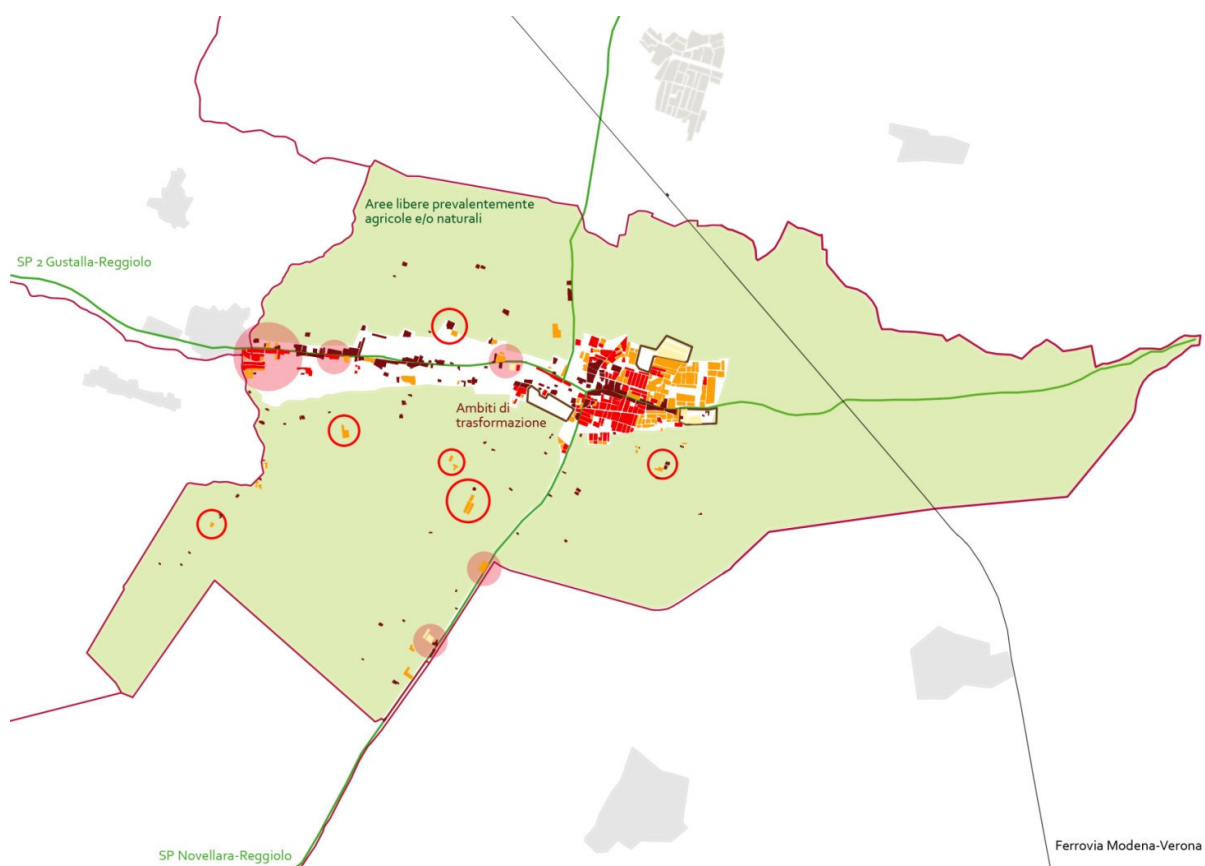 Aree libere prevalentemente
agricole e/o naturali
SP 2 Gustalla-Reggiolo
Ambiti di
trasformazione
Ferrovia Modena-Verona
SP Novellara-Reggiolo